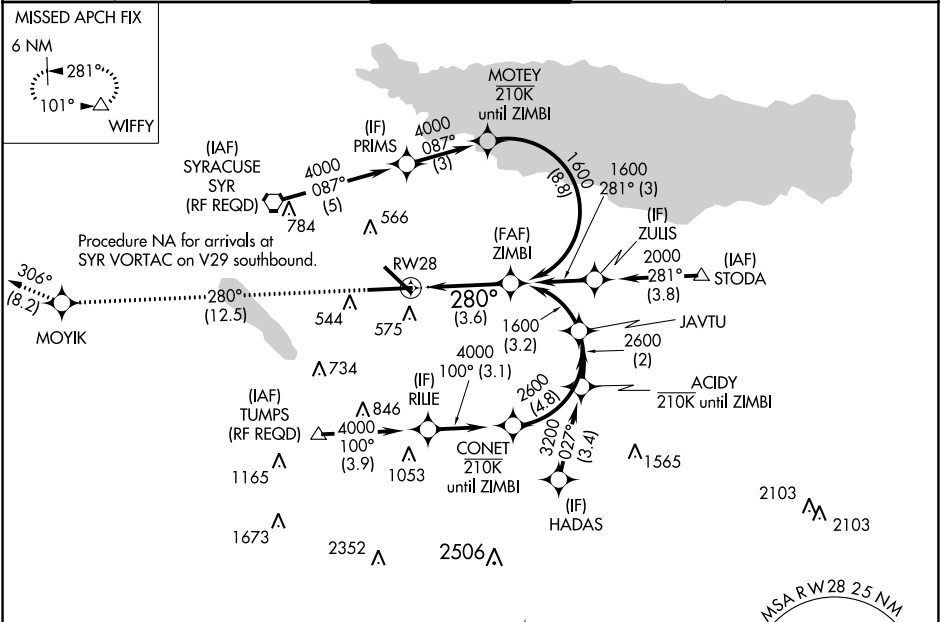 MISSED APCH FIX
6 NM
281°
101°
WIFFY
MOTEY
210K
until ZIMBI
(IF)
PRIMS
4000
087°
(3)
(IAF)
SYRACUSE
SYR
(RF REQD)
4000
087°
(5)
1600
(8.8)
1600
281° (3)
784
566
(IF)
ZULIS
Procedure NA for arrivals at
SYR VORTAC on V29 southbound.
(FAF)
ZIMBI
2000
281°
(3.8)
(IAF)
STODA
RW28
306°
(8.2)
MOYIK
280°
(12.5)
544
575
280°
(3.6)
1600
(3.2)
JAVTU
2600
(2)
734
4000
100° (3.1)
(IF)
RILIE
ACIDY
210K until ZIMBI
(IAF)
TUMPS
(RF REQD)
846
4000
100°
(3.9)
2600
(4.8)
CONET
210K
until ZIMBI
3200
027°
(3.4)
1165
1053
1565
(IF)
HADAS
1673
2352
2506
2103
2103
MSA RW28 25 NM